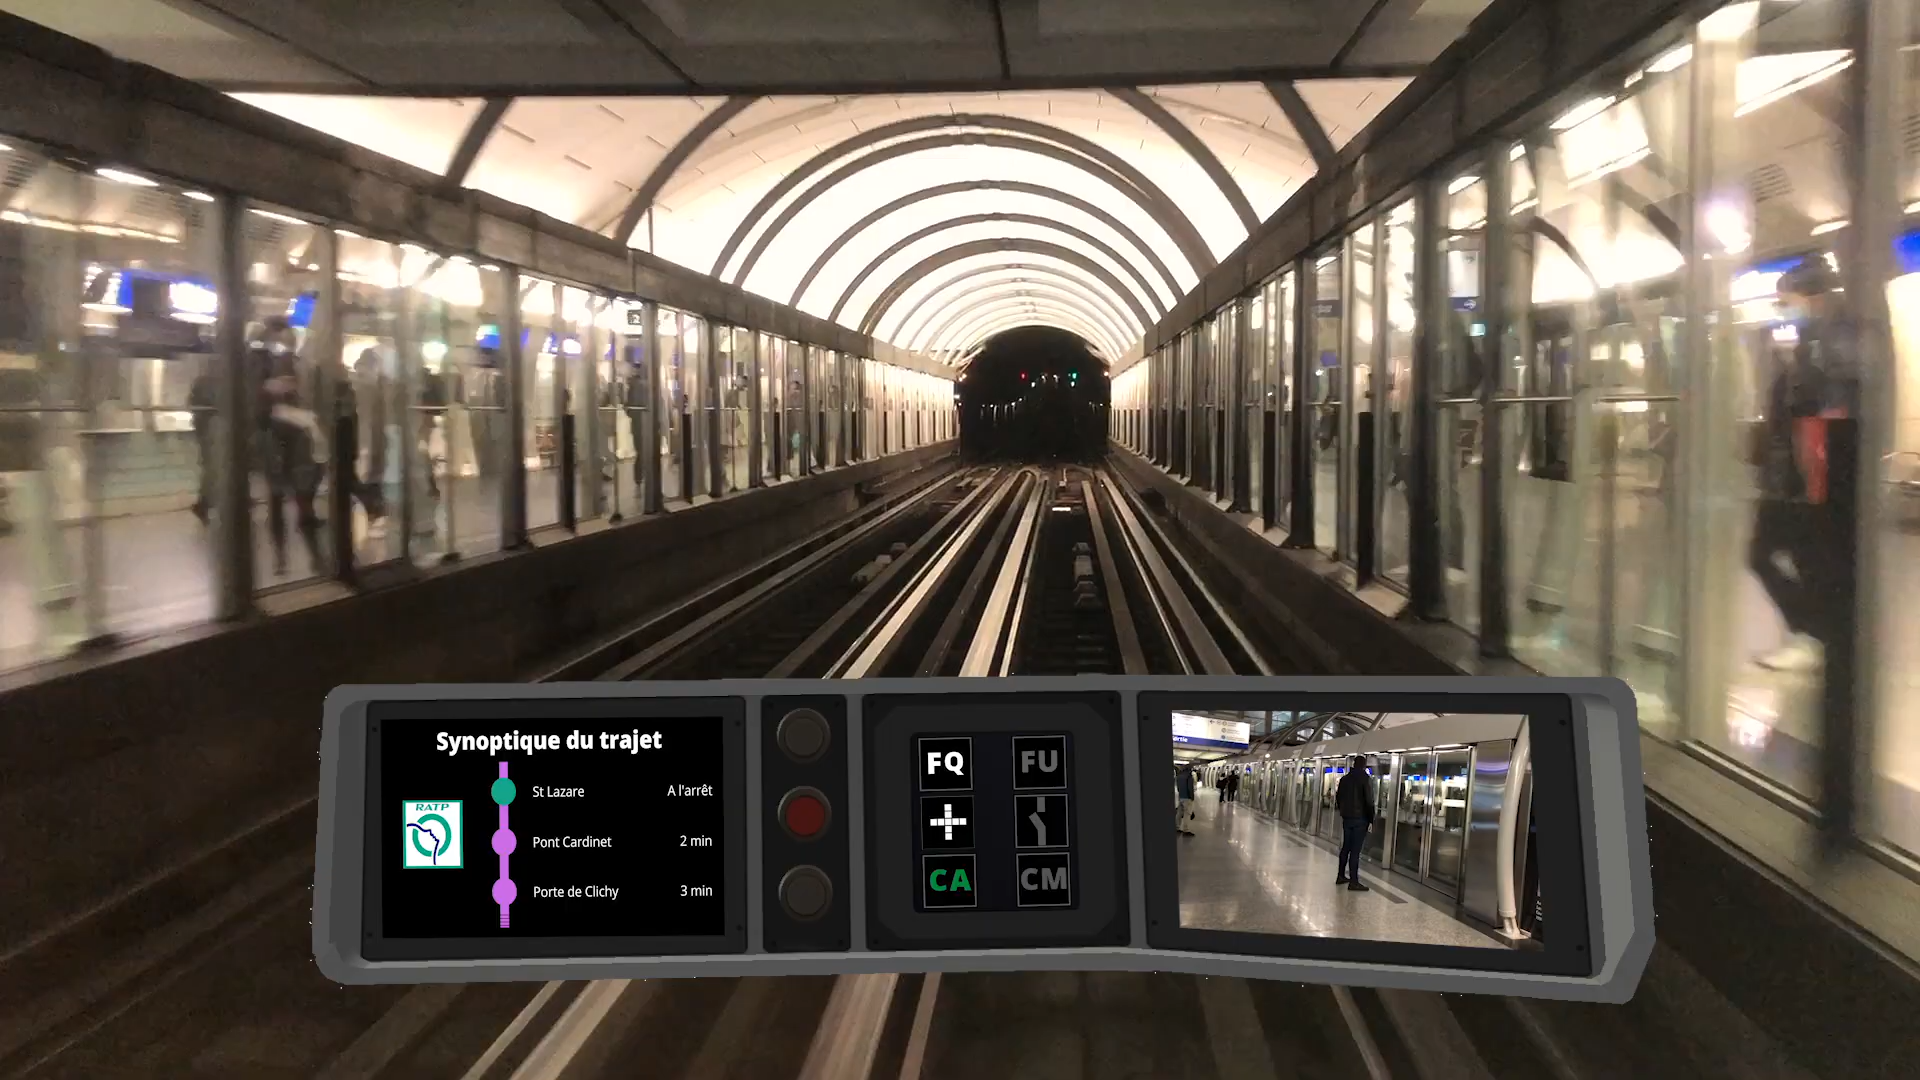 Synoptique du trajet
RATP
St Lazare A l'arrêt
Pont Cardinet 2 min
Porte de Clichy 3 min
FQ FU
CA CM